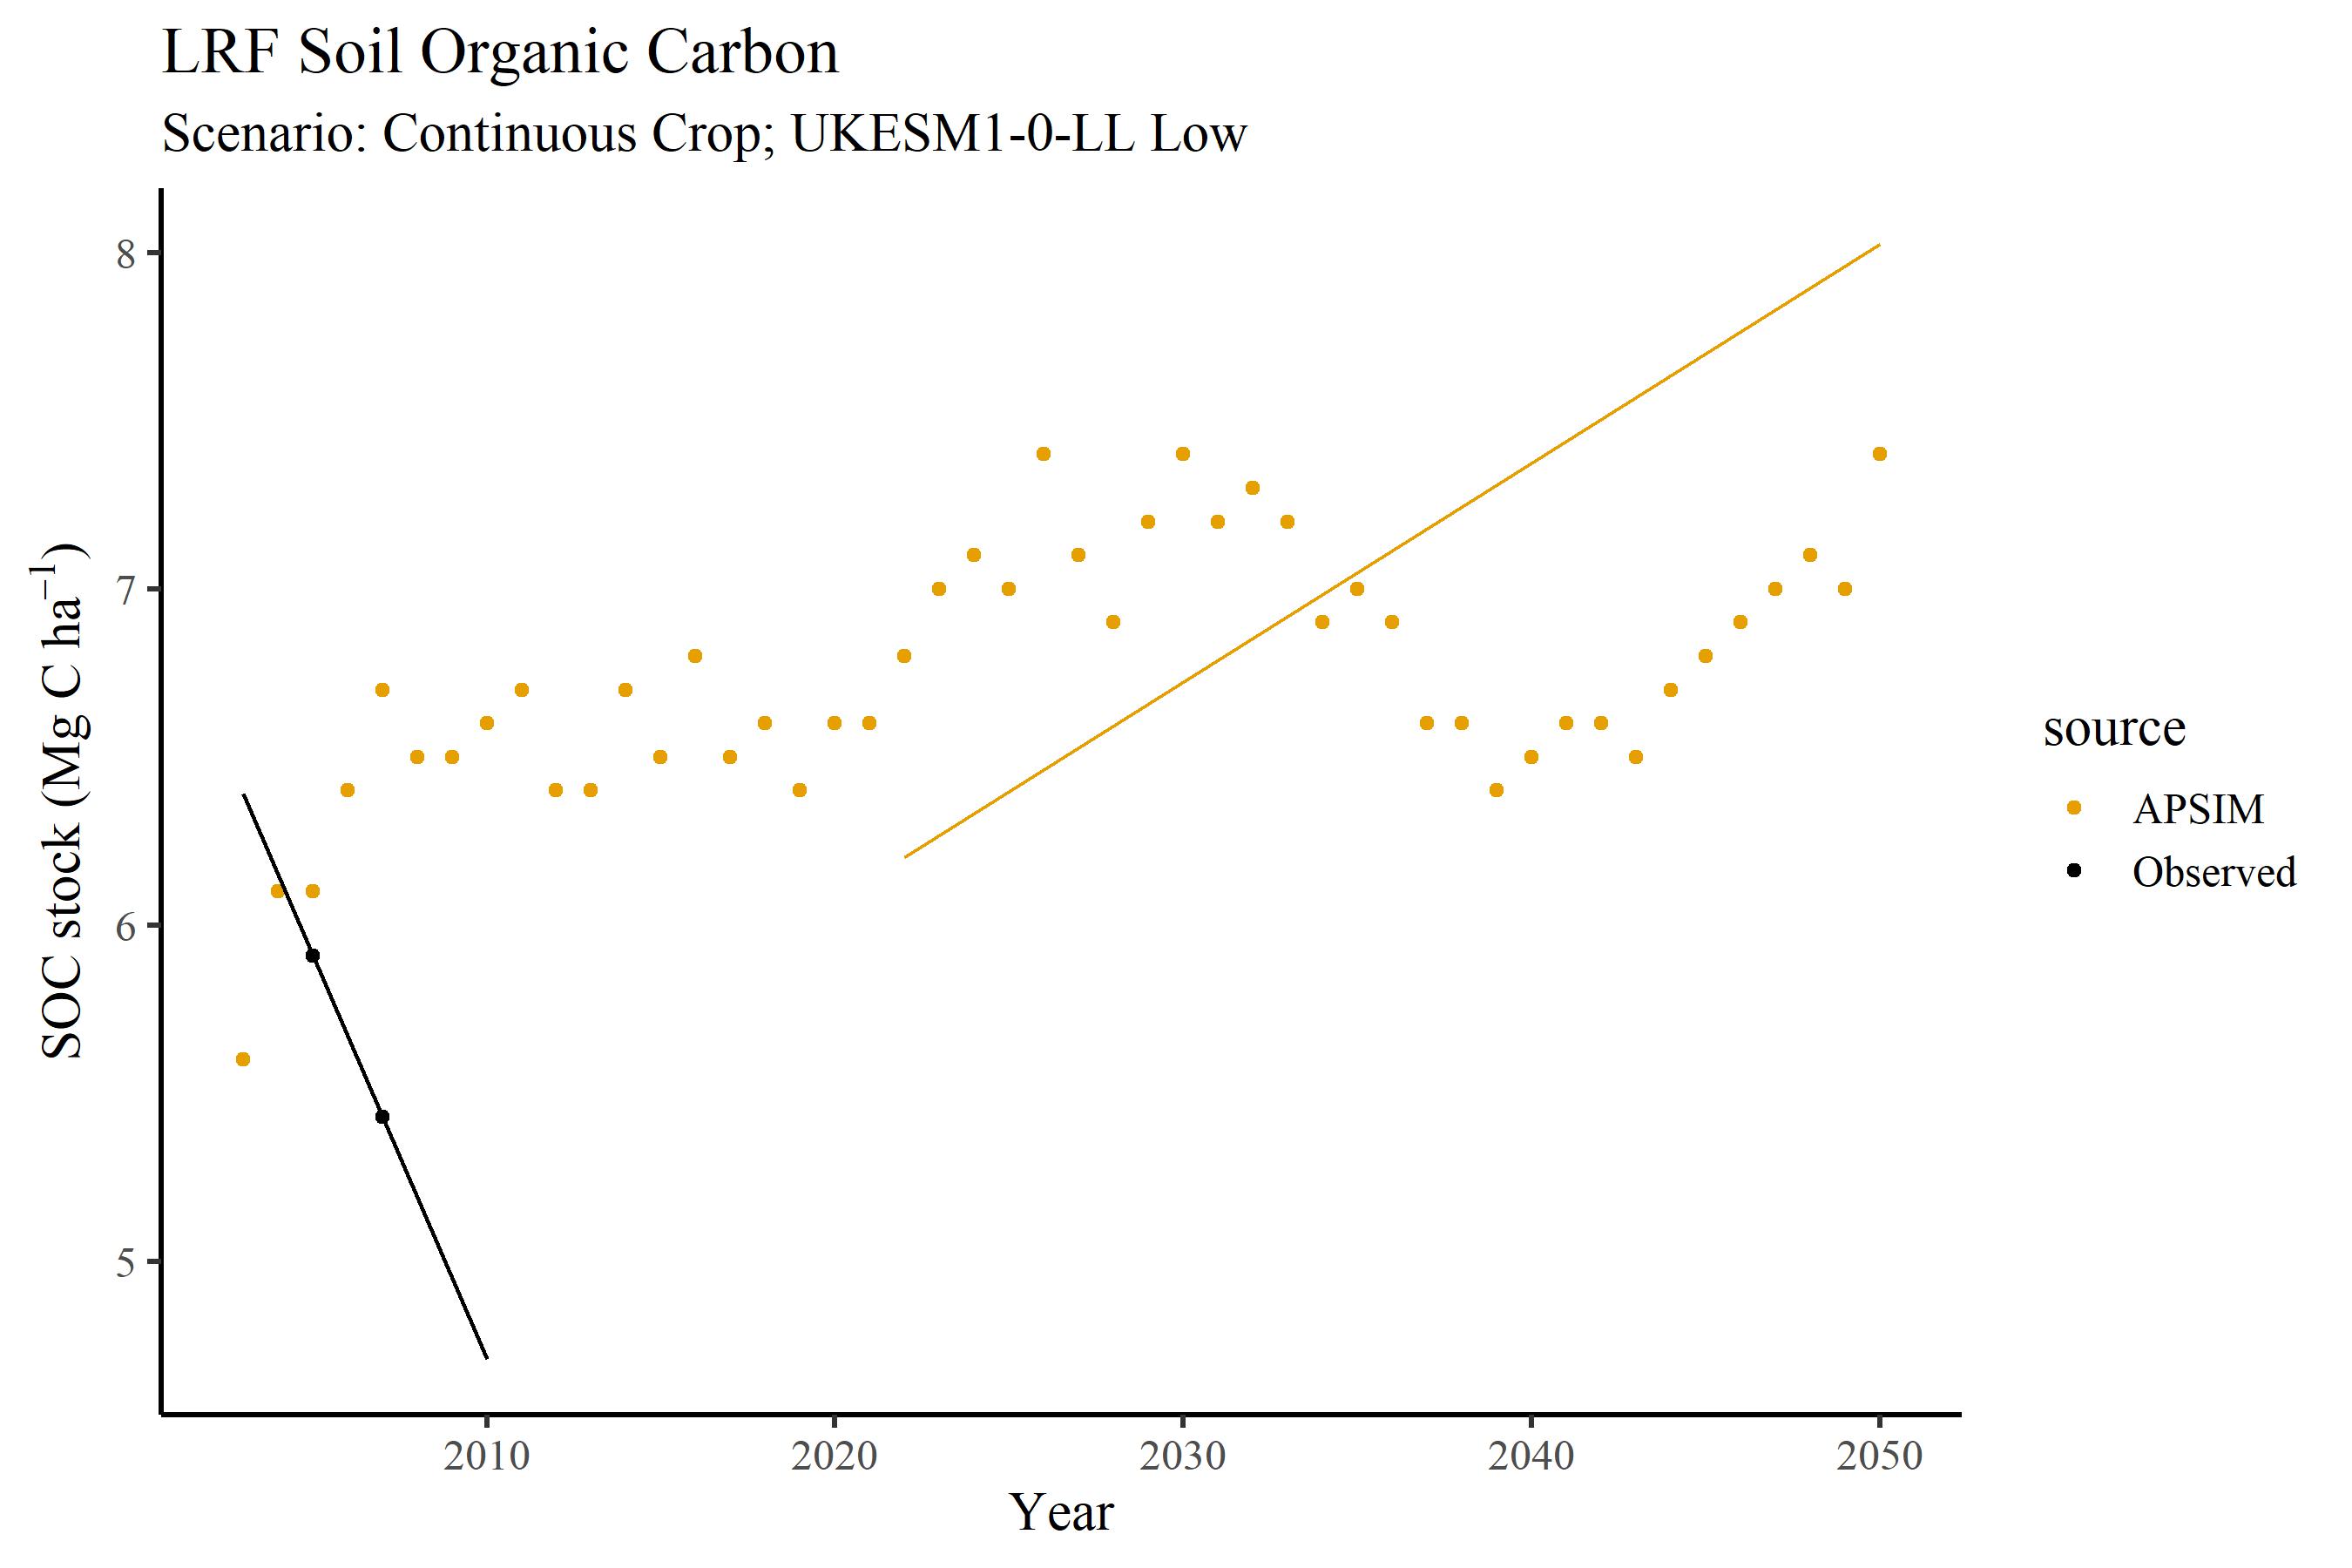 LRF Soil Organic Carbon
Scenario: Continuous Crop; UKESM1-0-LL Low
SOC stock (Mg C ha⁻¹)
8
7
6
5
2010 2020 2030 2040 2050
Year
source
APSIM
Observed